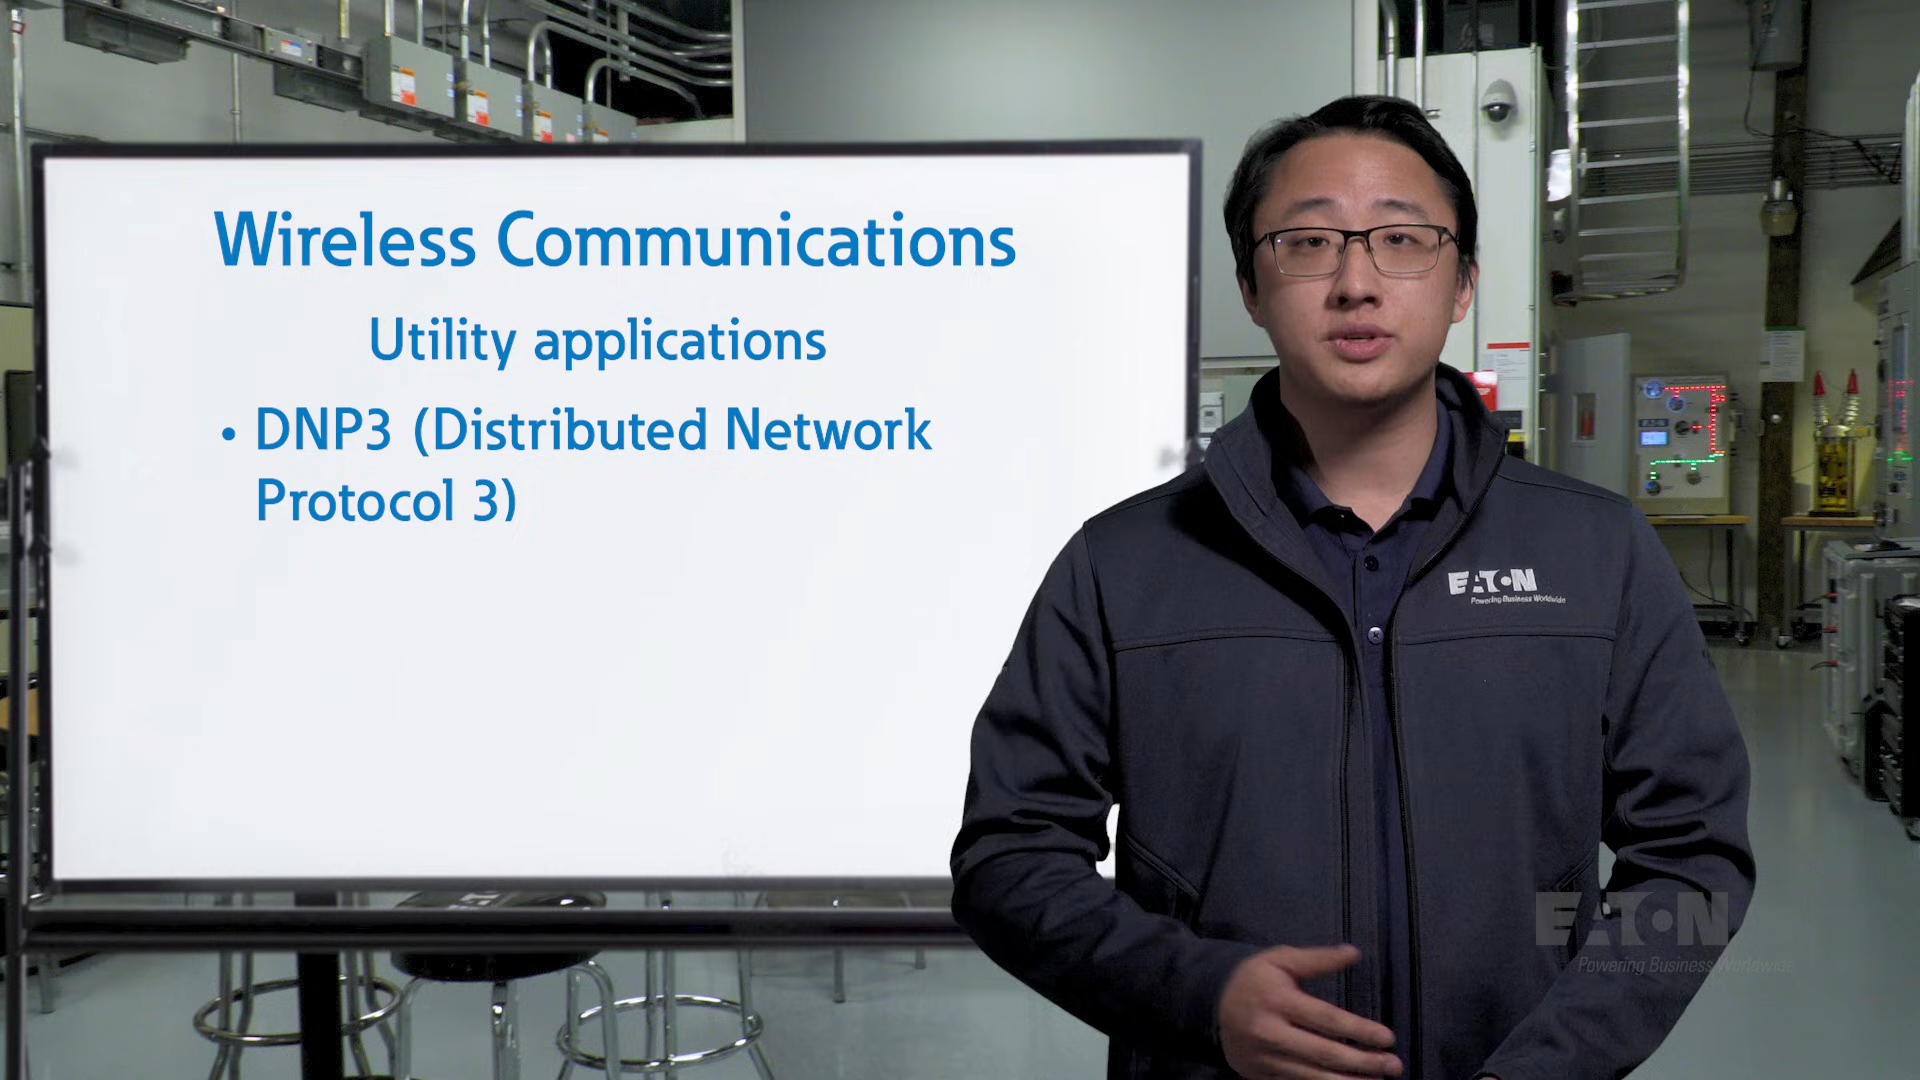 Wireless Communications
Utility applications
• DNP3 (Distributed Network
Protocol 3)
EATON
Powering Business Worldwide
EATON
Powering Business Worldwide